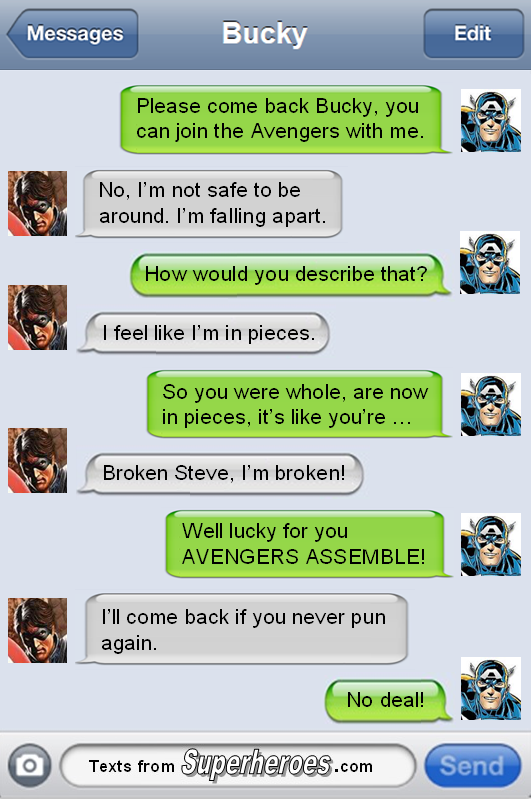 Messages
Bucky
Edit
Please come back Bucky, you
can join the Avengers with me.
No, I’m not safe to be
around. I’m falling apart.
How would you describe that?
I feel like I’m in pieces.
So you were whole, are now
in pieces, it’s like you’re …
Broken Steve, I’m broken!
Well lucky for you
AVENGERS ASSEMBLE!
I’ll come back if you never pun
again.
No deal!
Texts from Superheroes.com
Send